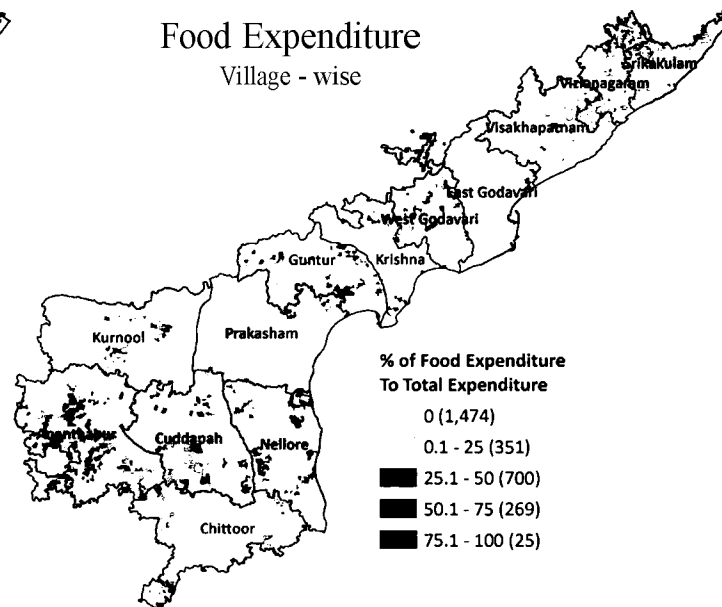 Food Expenditure
Village - wise
Srikakulam
Vizianagaram
Visakhapatnam
East Godavari
West Godavari
Guntur
Krishna
Kurnool
Prakasham
% of Food Expenditure
To Total Expenditure
0 (1,474)
0.1 - 25 (351)
Cuddapah
Nellore
25.1 - 50 (700)
50.1 - 75 (269)
Chittoor
75.1 - 100 (25)